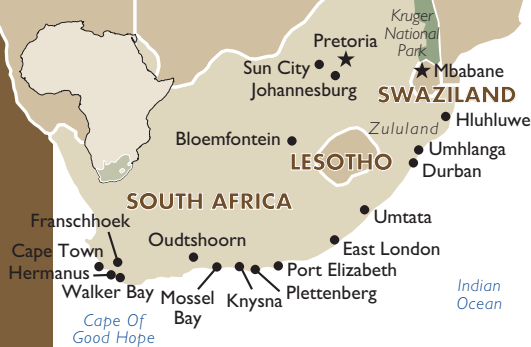 Kruger
National
Park
Pretoria
Sun City
Johannesburg
Mbabane
SWAZILAND
Hluhluwe
Zululand
Bloemfontein
LESOTHO
Umhlanga
Durban
SOUTH AFRICA
Umtata
Franschhoek
Cape Town
Oudtshoorn
East London
Hermanus
Port Elizabeth
Walker Bay
Mossel
Bay
Knysna
Plettenberg
Indian
Ocean
Cape Of
Good Hope